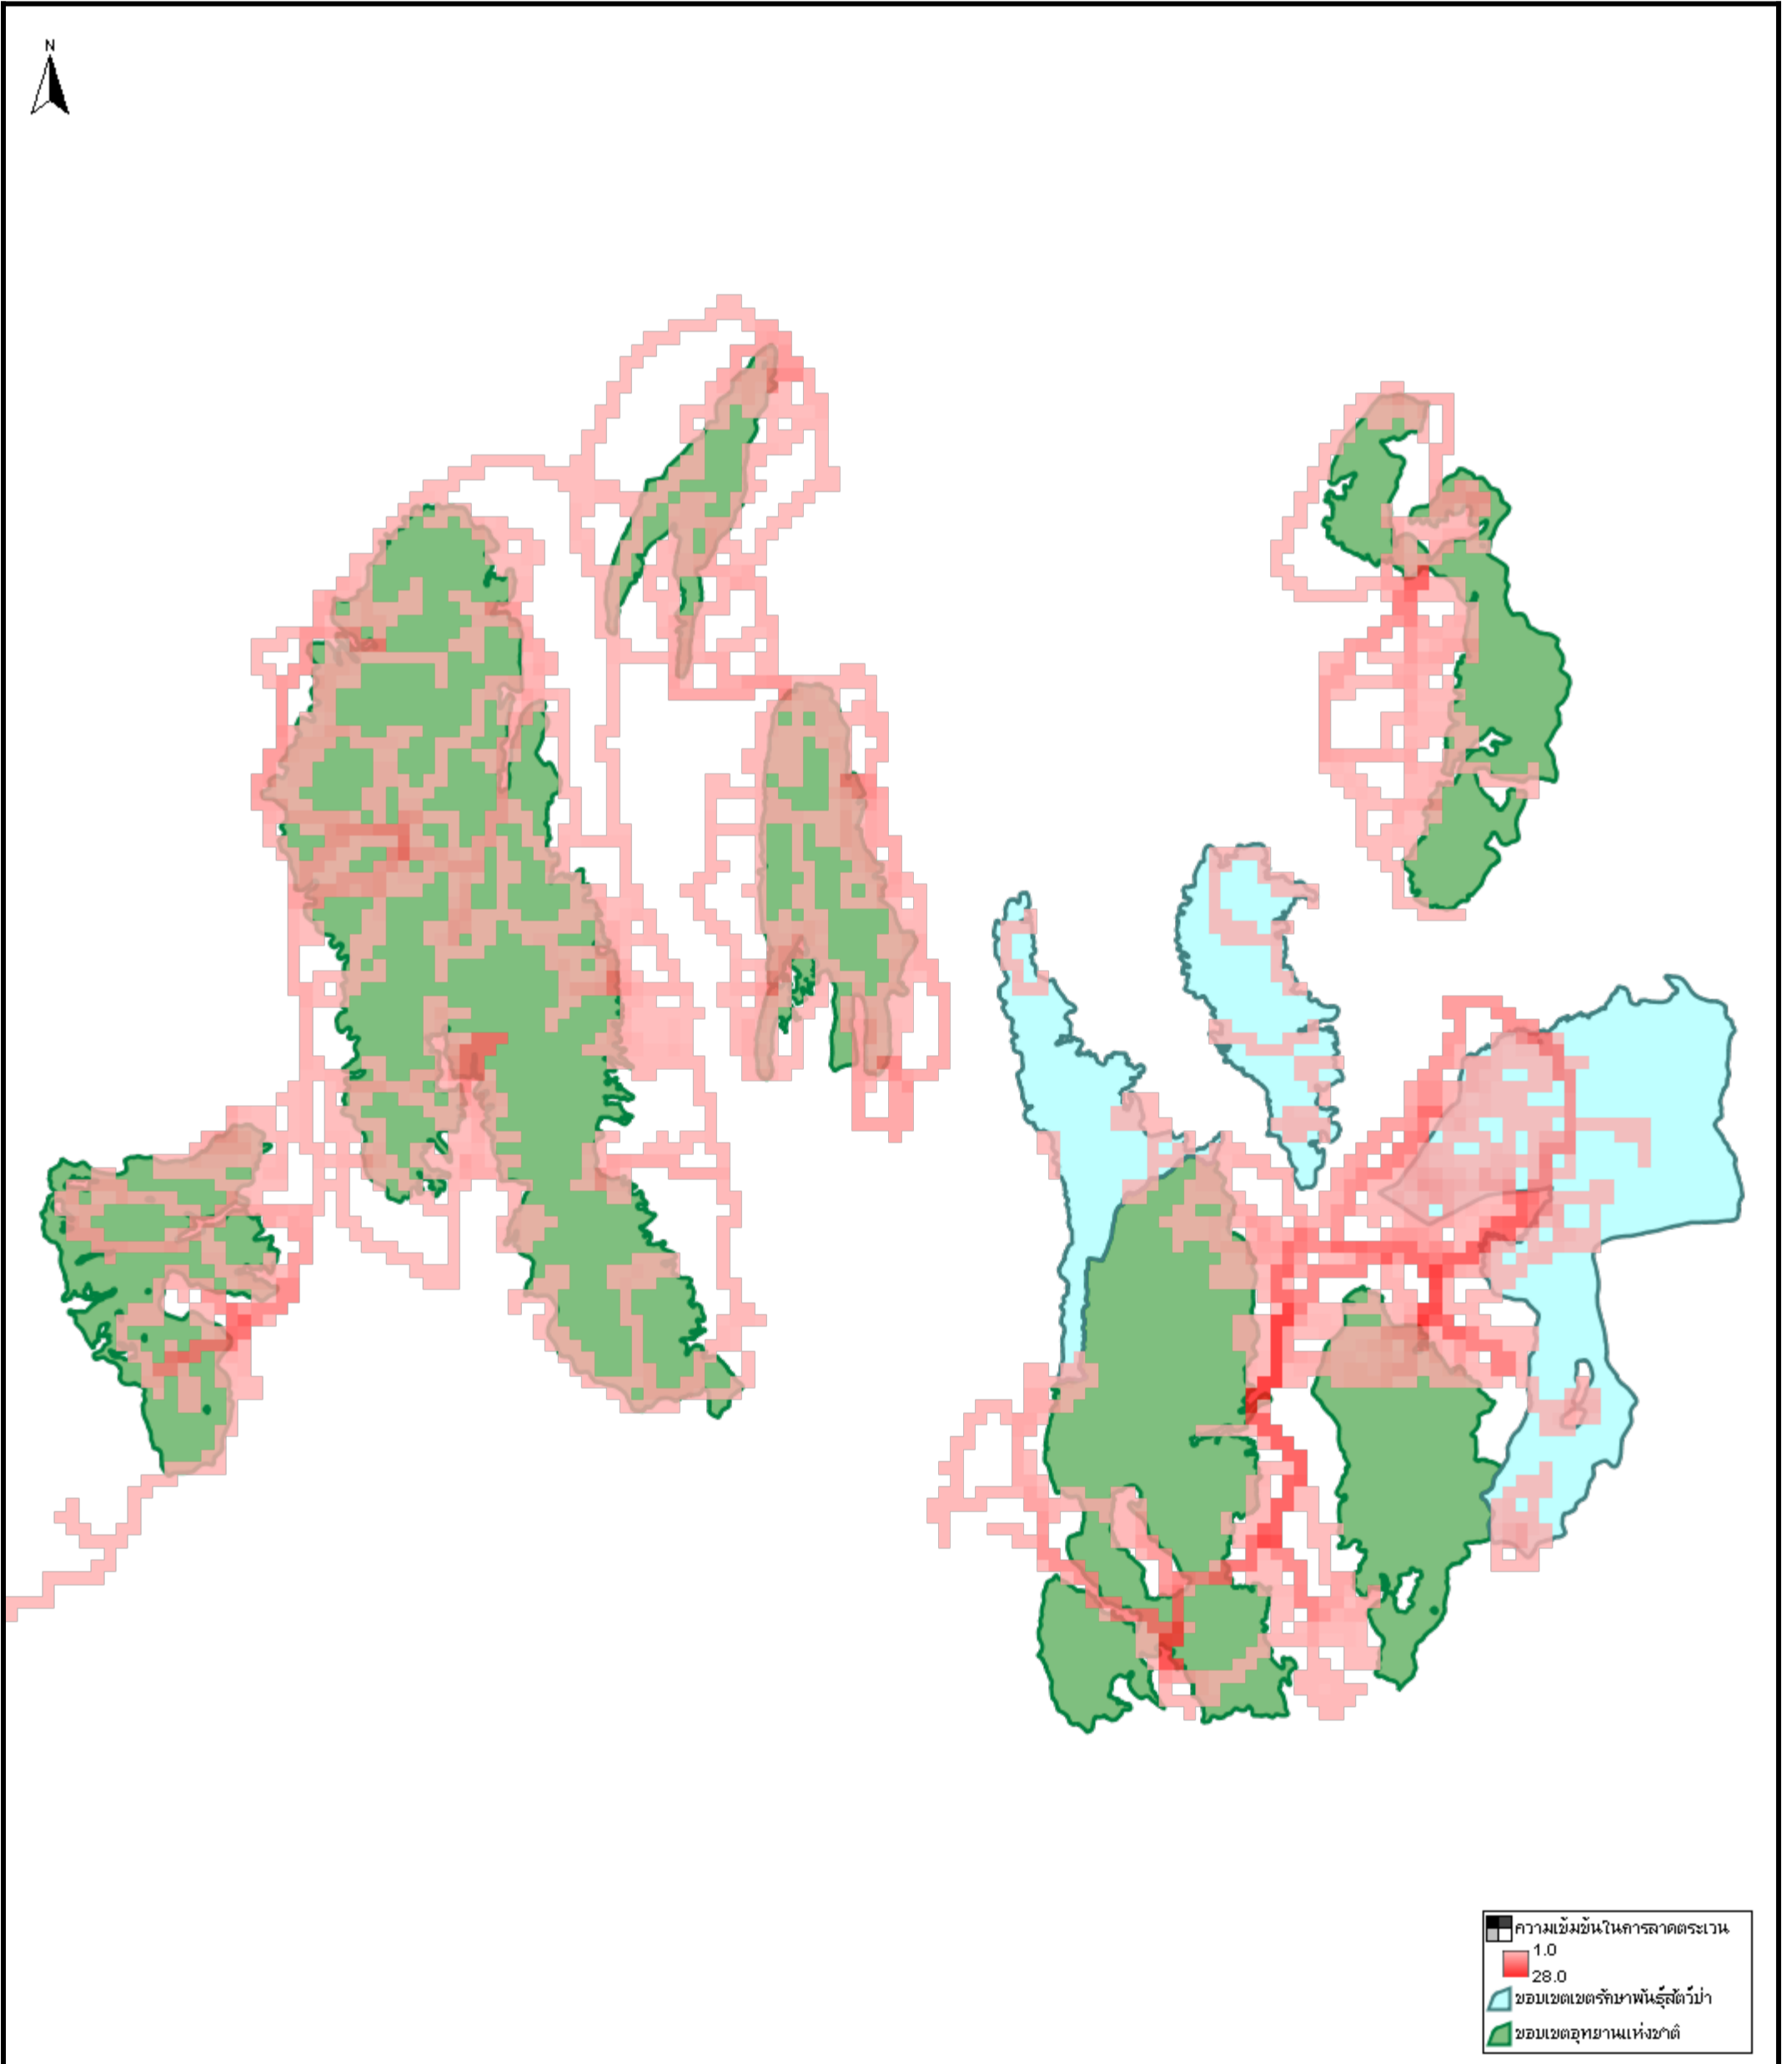 N
ความเข้มข้นในการลาดตระเวน
1.0
28.0
ขอบเขตเขตรักษาพันธุ์สัตว์ป่า
ขอบเขตอุทยานแห่งชาติ